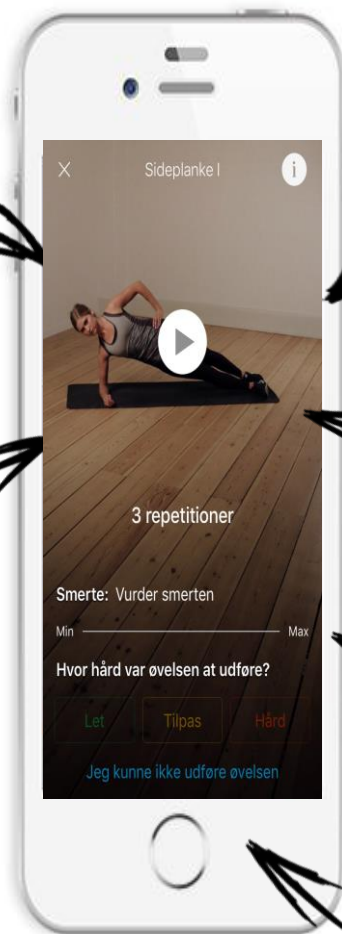 Sideplanke I
3 repetitioner
Smerte: Vurder smerten
Min Max
Hvor hård var øvelsen at udføre?
Let Tilpas Hård
Jeg kunne ikke udføre øvelsen